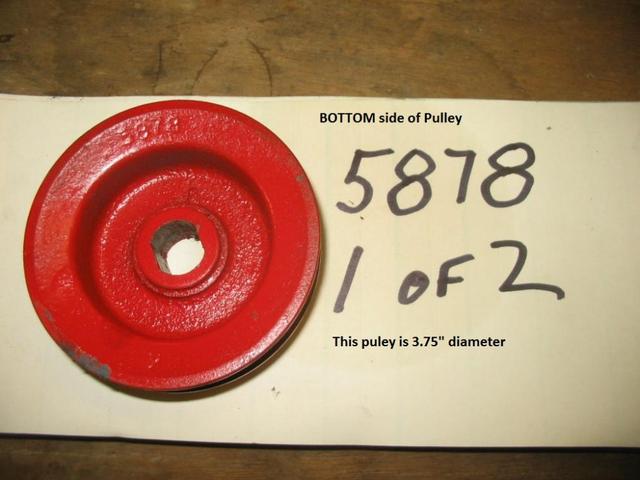 5878
BOTTOM side of Pulley
5878
1 OF 2
This puley is 3.75" diameter